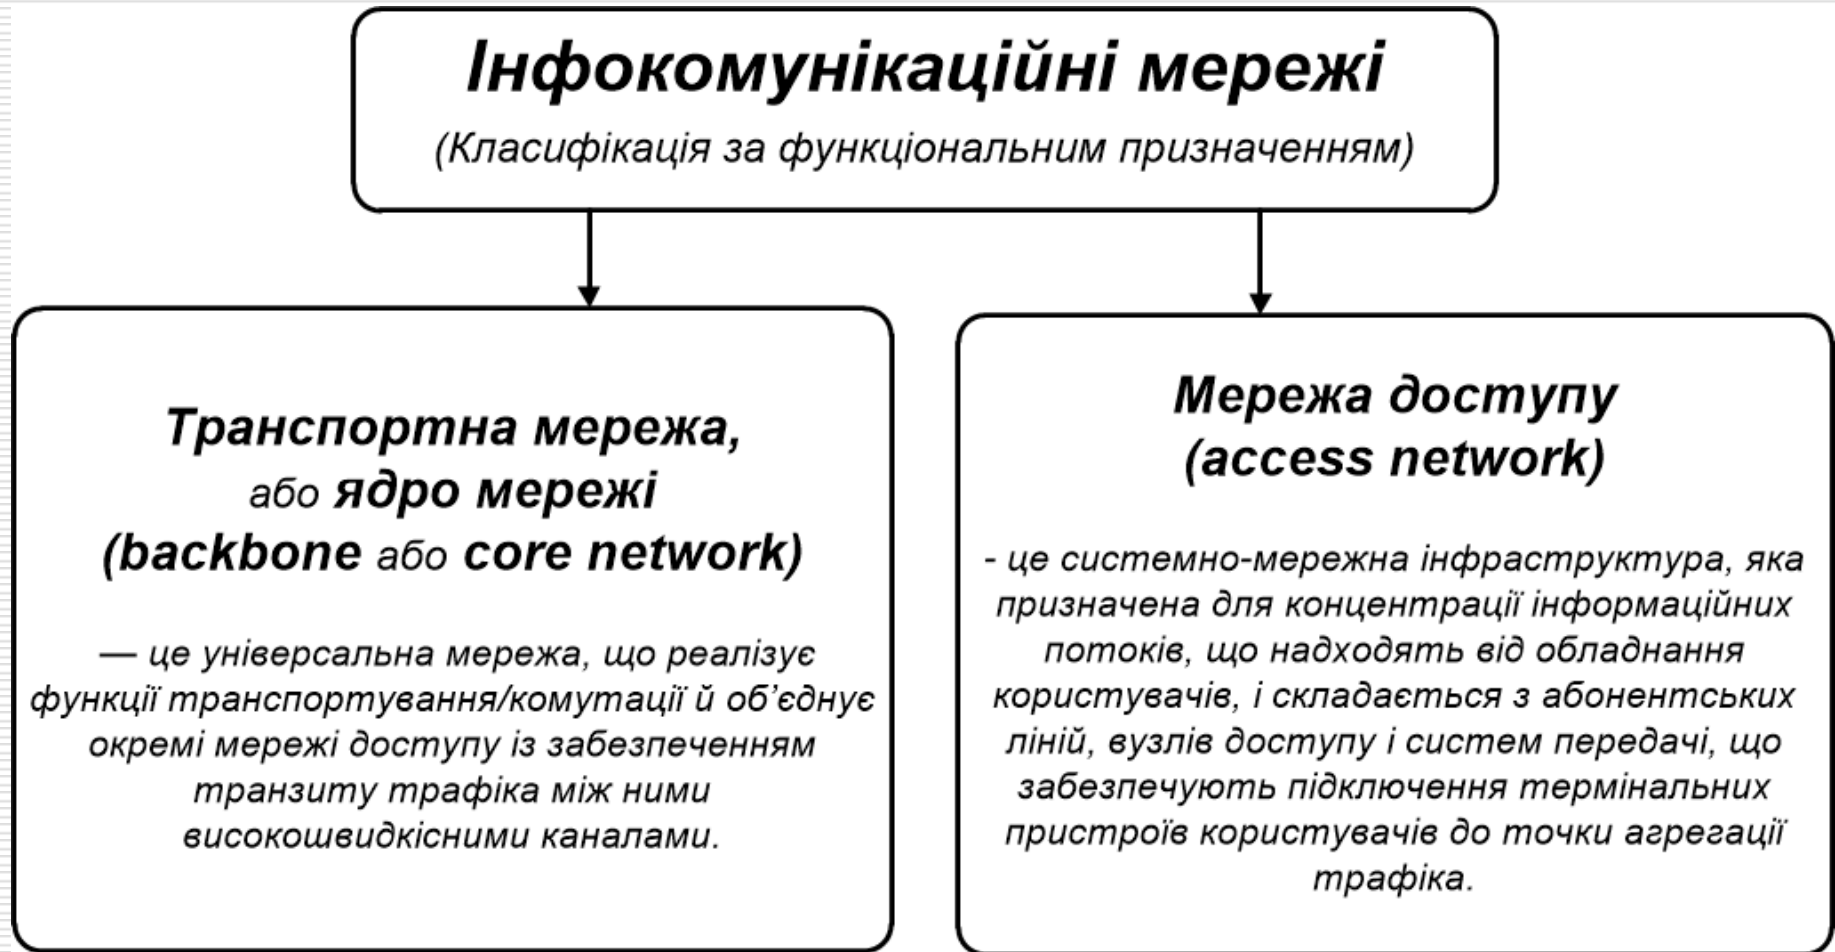 Інфокомунікаційні мережі
(Класифікація за функціональним призначенням)
Транспортна мережа,
або ядро мережі
(backbone або core network)
— це універсальна мережа, що реалізує
функції транспортування/комутації й об’єднує
окремі мережі доступу із забезпеченням
транзиту трафіка між ними
високошвидкісними каналами.
Мережа доступу
(access network)
- це системно-мережна інфраструктура, яка
призначена для концентрації інформаційних
потоків, що надходять від обладнання
користувачів, і складається з абонентських
ліній, вузлів доступу і систем передачі, що
забезпечують підключення термінальних
пристроїв користувачів до точки агрегації
трафіка.